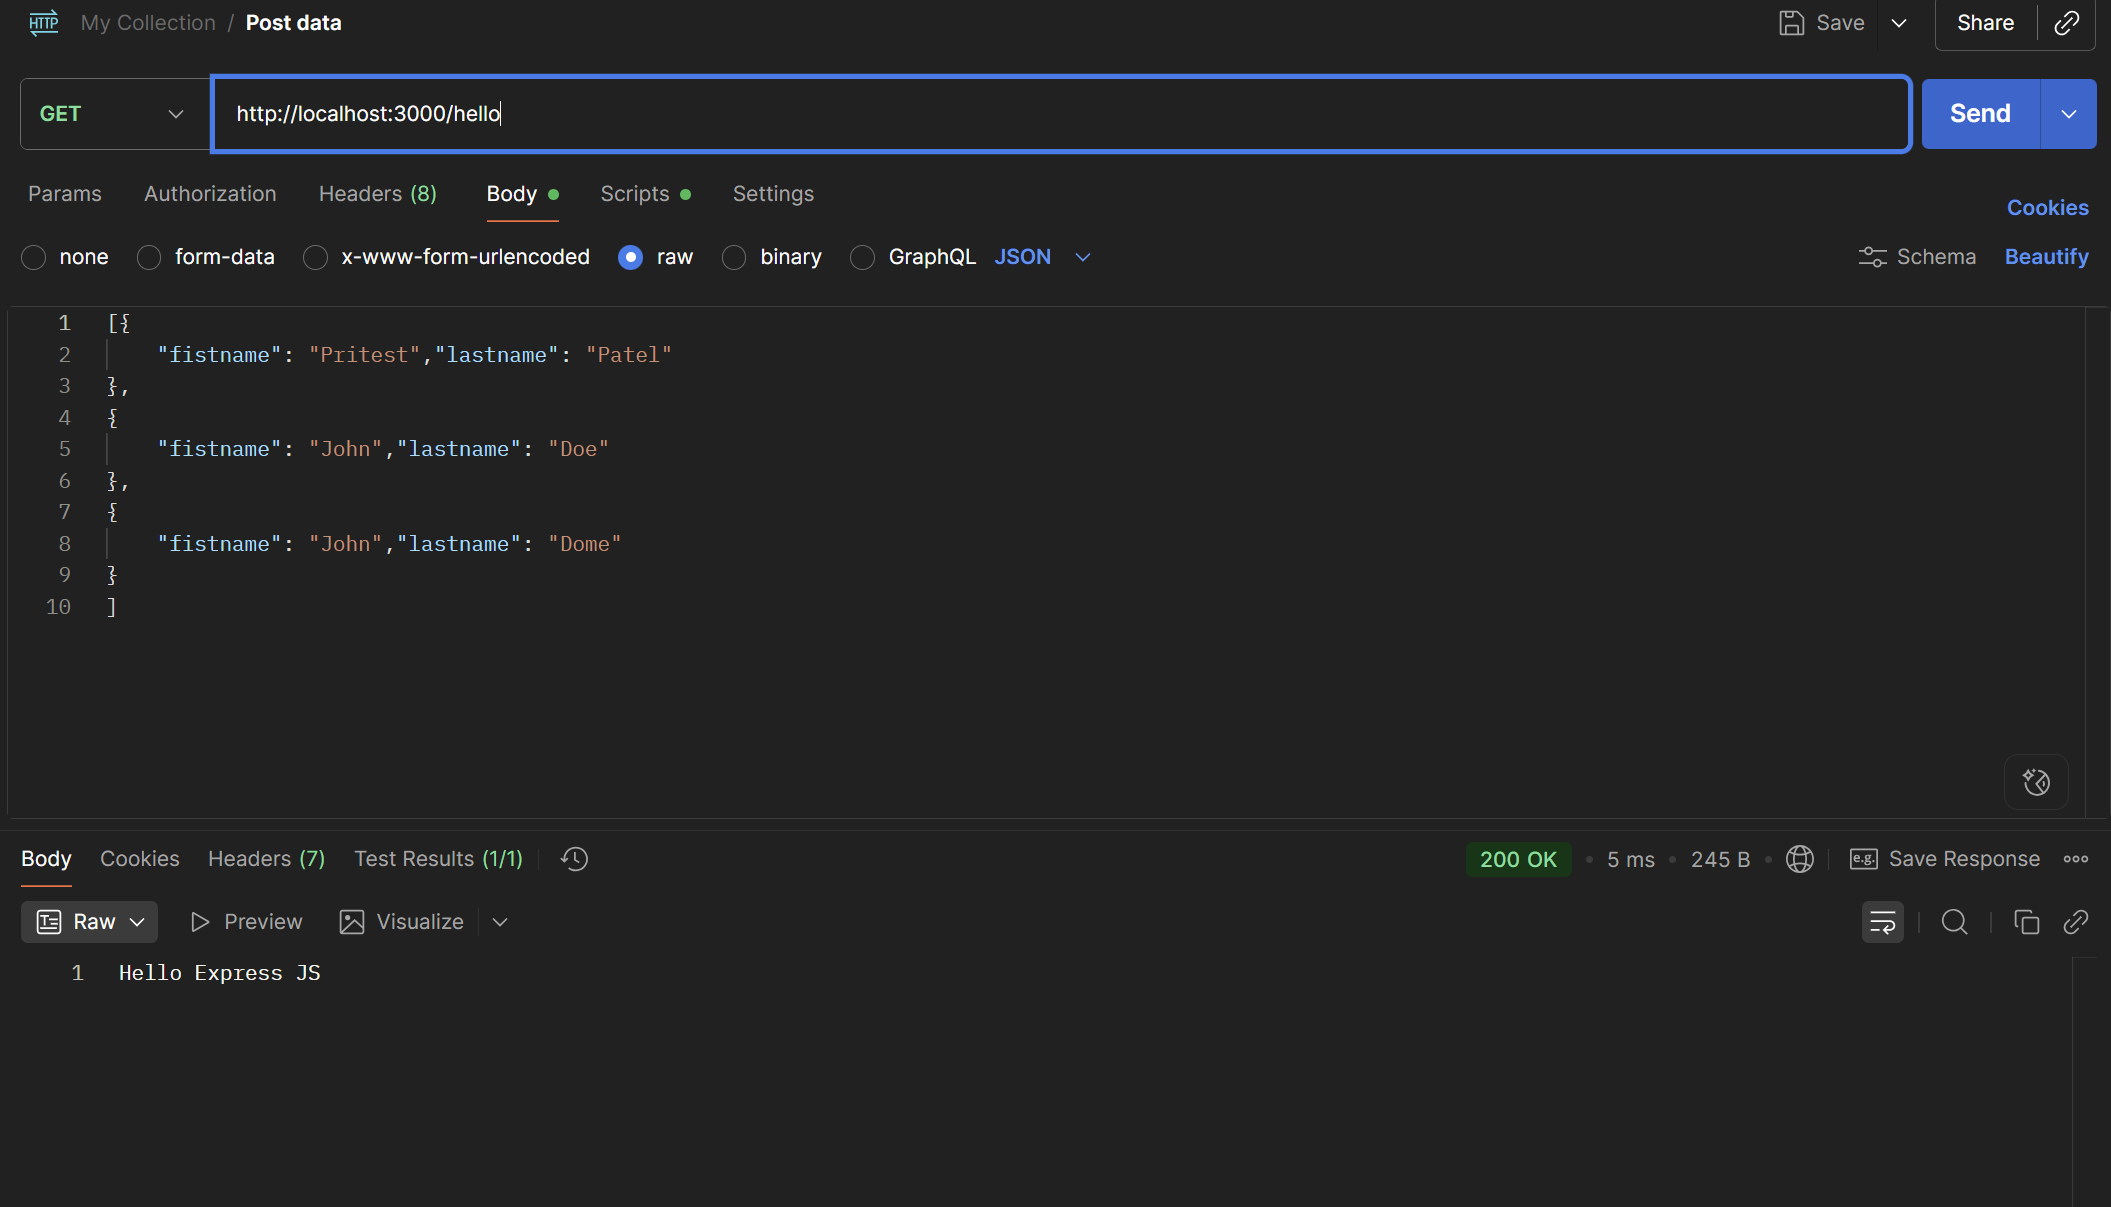 HTTP My Collection / Post data Save Share
GET http://localhost:3000/hello Send
Params Authorization Headers (8) Body Scripts Settings Cookies
none form-data x-www-form-urlencoded raw binary GraphQL JSON Schema Beautify
1 [{
2 "fistname": "Pritest","lastname": "Patel"
3 },
4 {
5 "fistname": "John","lastname": "Doe"
6 },
7 {
8 "fistname": "John","lastname": "Dome"
9 }
10 ]
Body Cookies Headers (7) Test Results (1/1) 200 OK • 5 ms • 245 B • e.g. Save Response
Raw Preview Visualize
1 Hello Express JS